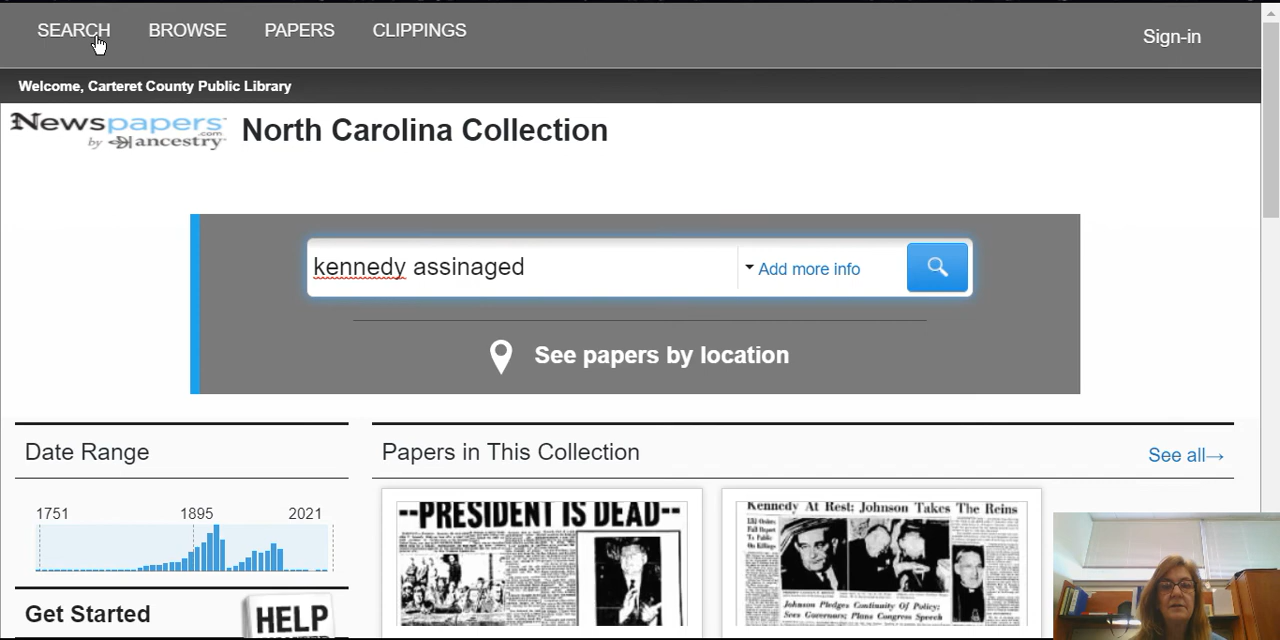 SEARCH BROWSE PAPERS CLIPPINGS
Sign-in
Welcome, Carteret County Public Library
Newspapers.com™
by ancestry™
North Carolina Collection
kennedy assinaged
Add more info
See papers by location
Date Range
1751 1895 2021
Get Started
HELP
Papers in This Collection
See all→
--PRESIDENT IS DEAD--
Kennedy At Rest: Johnson Takes The Reins
Johnson Pledges Continuity Of Policy;
Sees Governors; Plans Congress Speech